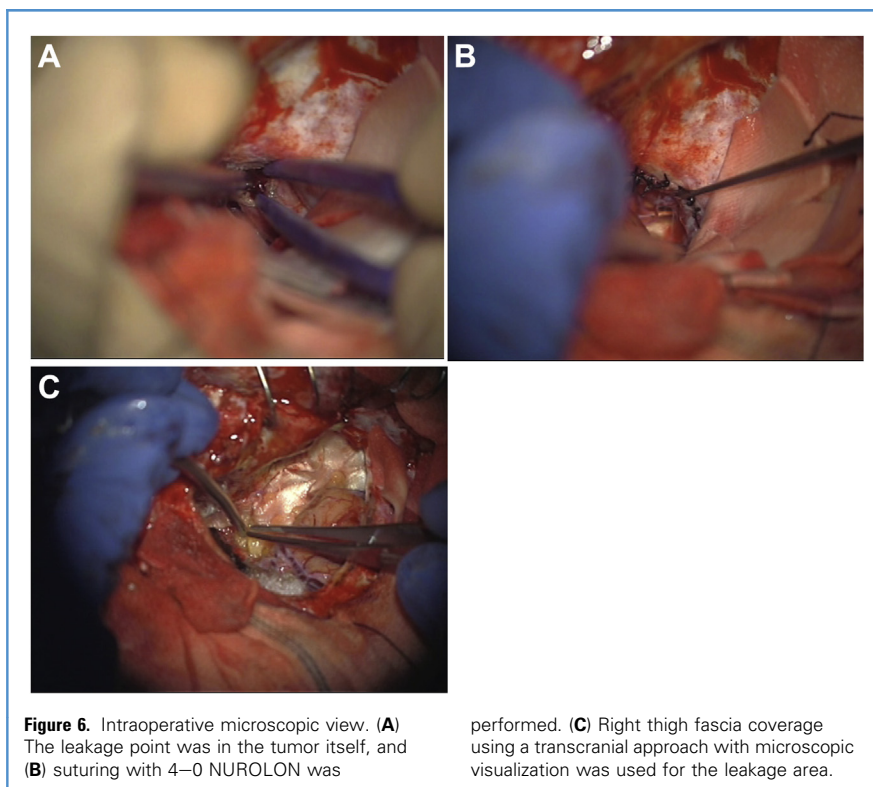 A
B
C
Figure 6. Intraoperative microscopic view. (A)
The leakage point was in the tumor itself, and
(B) suturing with 4–0 NUROLON was
performed. (C) Right thigh fascia coverage
using a transcranial approach with microscopic
visualization was used for the leakage area.